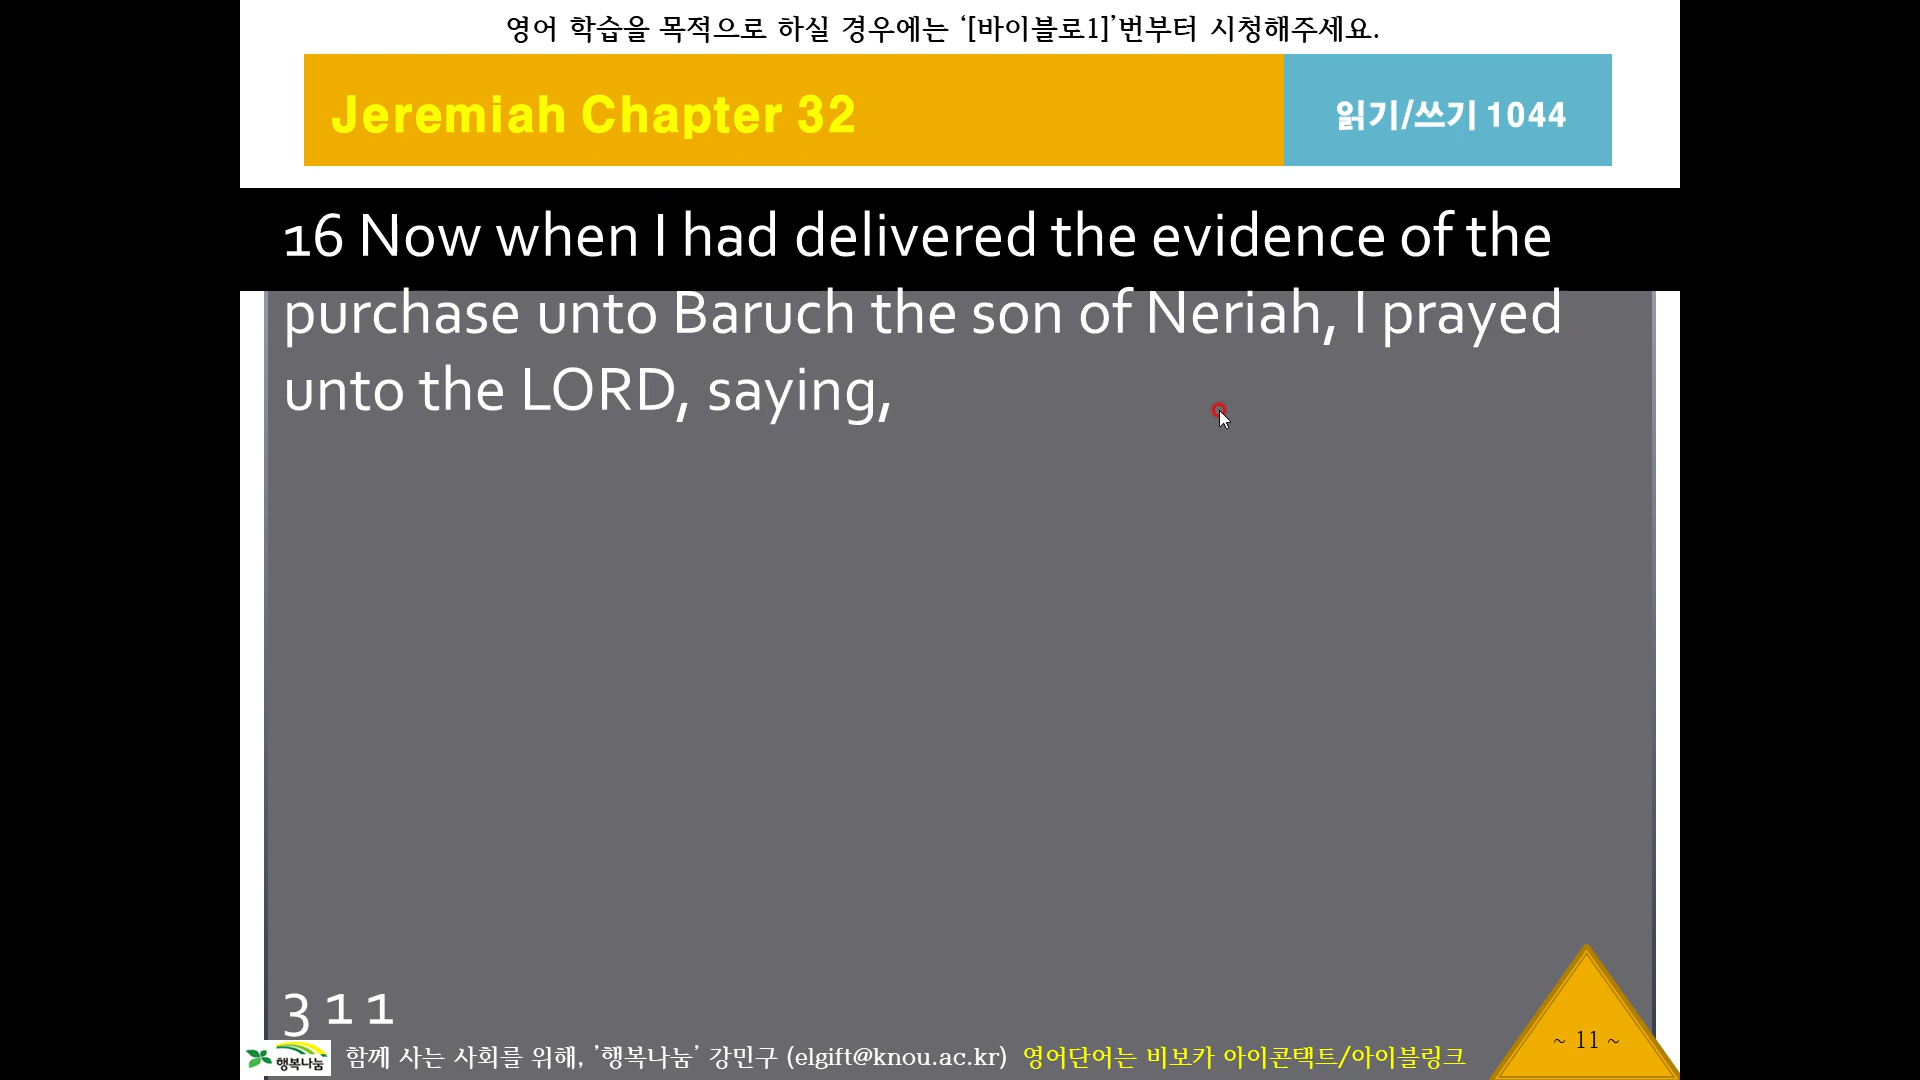 영어 학습을 목적으로 하실 경우에는 ‘[바이블로1]’번부터 시청해주세요.
Jeremiah Chapter 32
읽기/쓰기 1044
16 Now when I had delivered the evidence of the
purchase unto Baruch the son of Neriah, I prayed
unto the LORD, saying,
3 1 1
~ 11 ~
행복나눔
함께 사는 사회를 위해, ’행복나눔’ 강민구 (elgift@knou.ac.kr) 영어단어는 비보카 아이콘택트/아이블링크